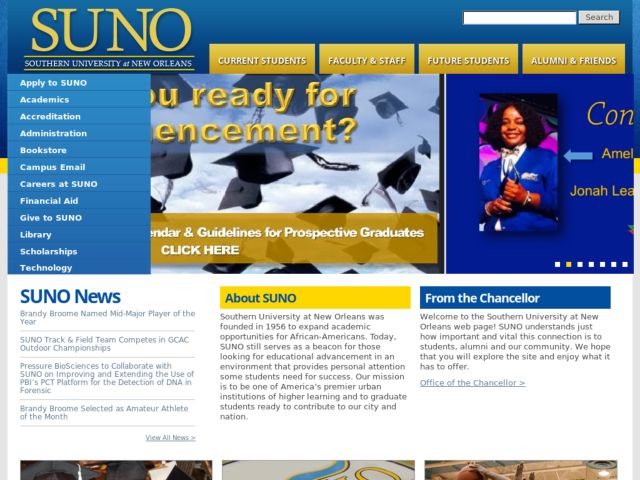 SUNO
SOUTHERN UNIVERSITY at NEW ORLEANS
Search
CURRENT STUDENTS
FACULTY & STAFF
FUTURE STUDENTS
ALUMNI & FRIENDS
Apply to SUNO
Academics
Accreditation
Administration
Bookstore
Campus Email
Careers at SUNO
Financial Aid
Give to SUNO
Library
Scholarships
Technology
ou ready for
encement?
ndar & Guidelines for Prospective Graduates
CLICK HERE
Con
Amel
Jonah Lea
SUNO News
Brandy Broome Named Mid-Major Player of the
Year
SUNO Track & Field Team Competes in GCAC
Outdoor Championships
Pressure BioSciences to Collaborate with
SUNO on Improving and Extending the Use of
PBI's PCT Platform for the Detection of DNA in
Forensic
Brandy Broome Selected as Amateur Athlete
of the Month
View All News >
About SUNO
Southern University at New Orleans
was founded in 1956 to expand academic
opportunities for African-Americans. Today,
SUNO still serves as a beacon for those
looking for educational advancement in an
environment that provides personal attention
some students need for success. Our mission
is to be one of America's premier urban
institutions of higher learning and to graduate
students ready to contribute to our city and
nation.
From the Chancellor
Welcome to the Southern University at New
Orleans web page! SUNO understands just
how important and vital this connection is to
students, alumni and our community. We hope
that you will explore the site and enjoy what it
has to offer.
Office of the Chancellor >